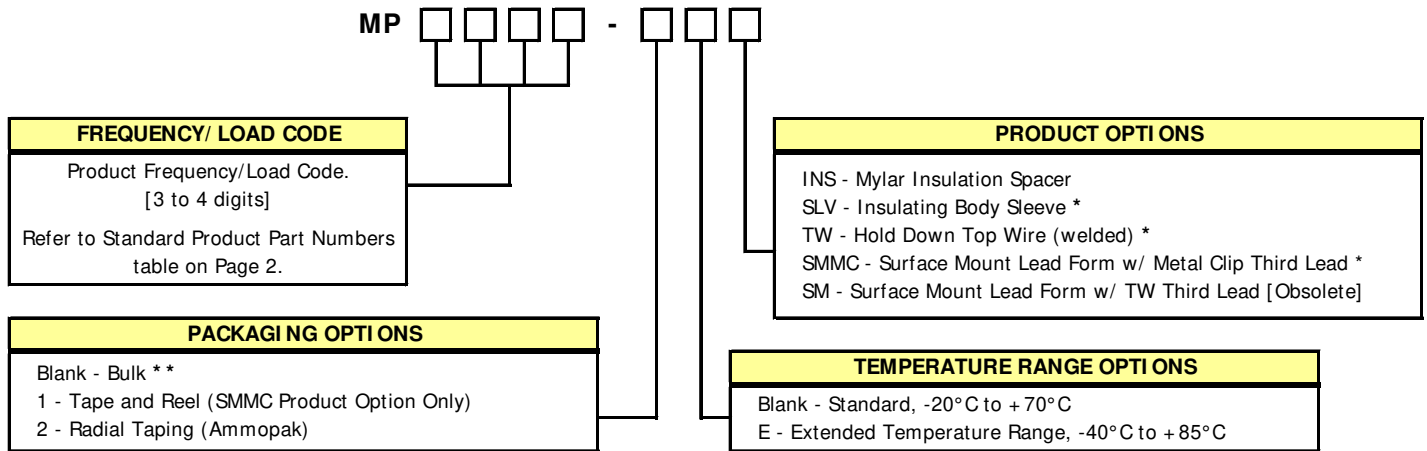 MP -
FREQUENCY/ LOAD CODE
Product Frequency/Load Code.
[3 to 4 digits]
Refer to Standard Product Part Numbers
table on Page 2.
PACKAGING OPTIONS
Blank - Bulk **
1 - Tape and Reel (SMMC Product Option Only)
2 - Radial Taping (Ammopak)
PRODUCT OPTIONS
INS - Mylar Insulation Spacer
SLV - Insulating Body Sleeve *
TW - Hold Down Top Wire (welded) *
SMMC - Surface Mount Lead Form w/ Metal Clip Third Lead *
SM - Surface Mount Lead Form w/ TW Third Lead [Obsolete]
TEMPERATURE RANGE OPTIONS
Blank - Standard, -20°C to +70°C
E - Extended Temperature Range, -40°C to +85°C